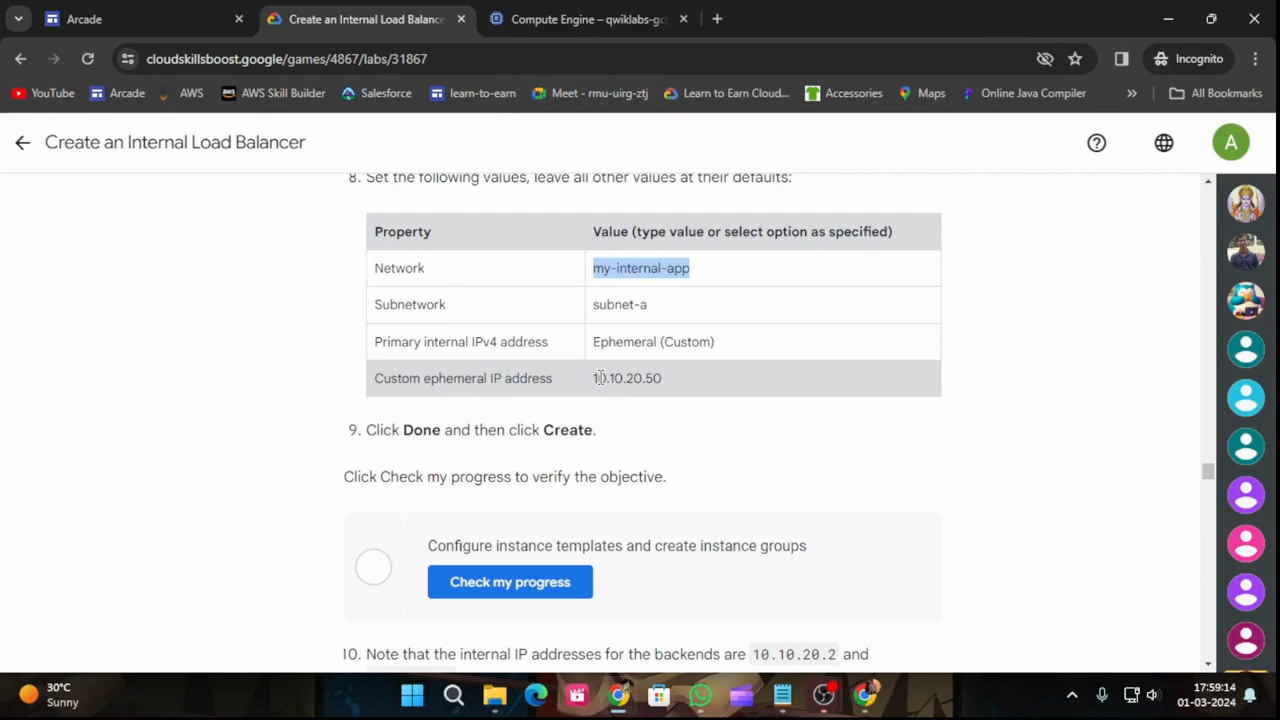 Arcade
Create an Internal Load Balance
Compute Engine – qwiklabs-gc
cloudskillsboost.google/games/4867/labs/31867
Incognito
YouTube
Arcade
AWS
AWS Skill Builder
Salesforce
learn-to-earn
Meet - rmu-uirg-ztj
Learn to Earn Cloud...
Accessories
Maps
Online Java Compiler
All Bookmarks
Create an Internal Load Balancer
A
8. Set the following values, leave all other values at their defaults:
Property Value (type value or select option as specified)
Network my-internal-app
Subnetwork subnet-a
Primary internal IPv4 address Ephemeral (Custom)
Custom ephemeral IP address 10.10.20.50
9. Click Done and then click Create.
Click Check my progress to verify the objective.
Configure instance templates and create instance groups
Check my progress
10. Note that the internal IP addresses for the backends are 10.10.20.2 and
30°C
Sunny
17:59:14
01-03-2024